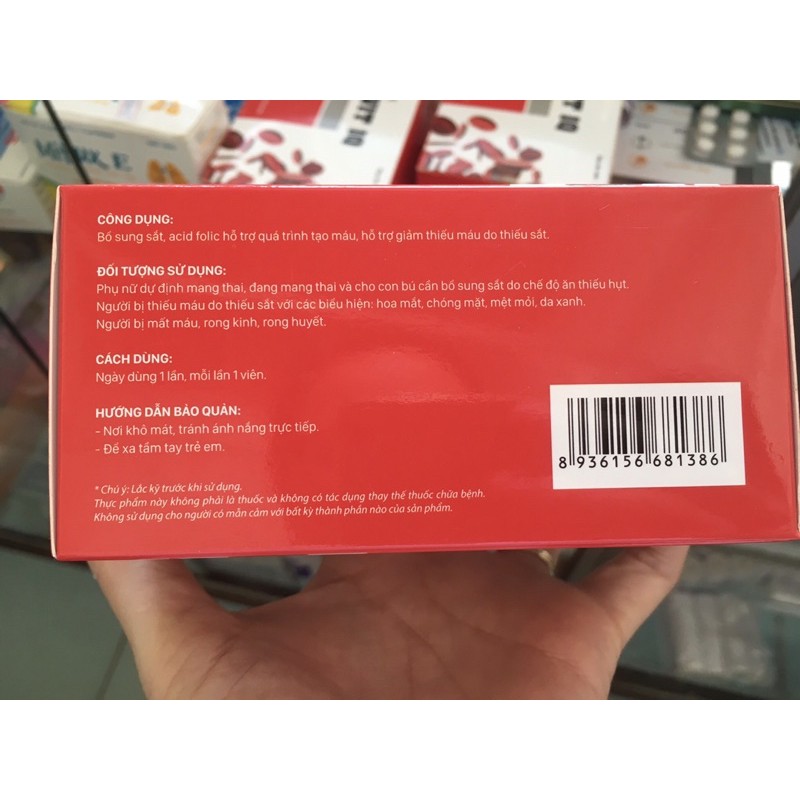 VIT IQ
VIT IQ
CÔNG DỤNG:
Bổ sung sắt, acid folic hỗ trợ quá trình tạo máu, hỗ trợ giảm thiếu máu do thiếu sắt.
ĐỐI TƯỢNG SỬ DỤNG:
Phụ nữ dự định mang thai, đang mang thai và cho con bú cần bổ sung sắt do chế độ ăn thiếu hụt.
Người bị thiếu máu do thiếu sắt với các biểu hiện: hoa mắt, chóng mặt, mệt mỏi, da xanh.
Người bị mất máu, rong kinh, rong huyết.
CÁCH DÙNG:
Ngày dùng 1 lần, mỗi lần 1 viên.
HƯỚNG DẪN BẢO QUẢN:
- Nơi khô mát, tránh ánh nắng trực tiếp.
- Để xa tầm tay trẻ em.
8 936156 681386
* Chú ý: Lắc kỹ trước khi sử dụng.
Thực phẩm này không phải là thuốc và không có tác dụng thay thế thuốc chữa bệnh.
Không sử dụng cho người có mẫn cảm với bất kỳ thành phần nào của sản phẩm.